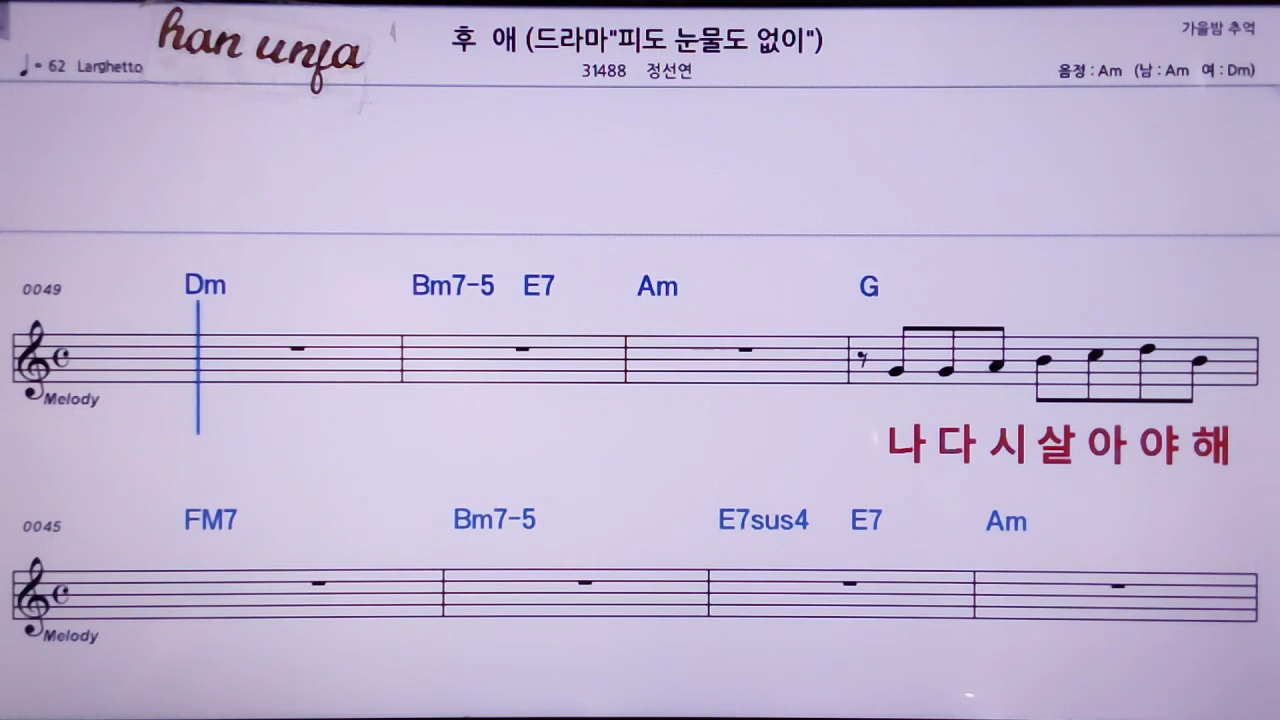 han unfa
후 애 (드라마"피도 눈물도 없이")
가을밤 추억
♩= 62 Larghetto
31488 정선연
음정 : Am (남 : Am 여 : Dm)
0049
Dm Bm7-5 E7 Am G
Melody
나 다 시 살 아 야 해
0045
FM7 Bm7-5 E7sus4 E7 Am
Melody